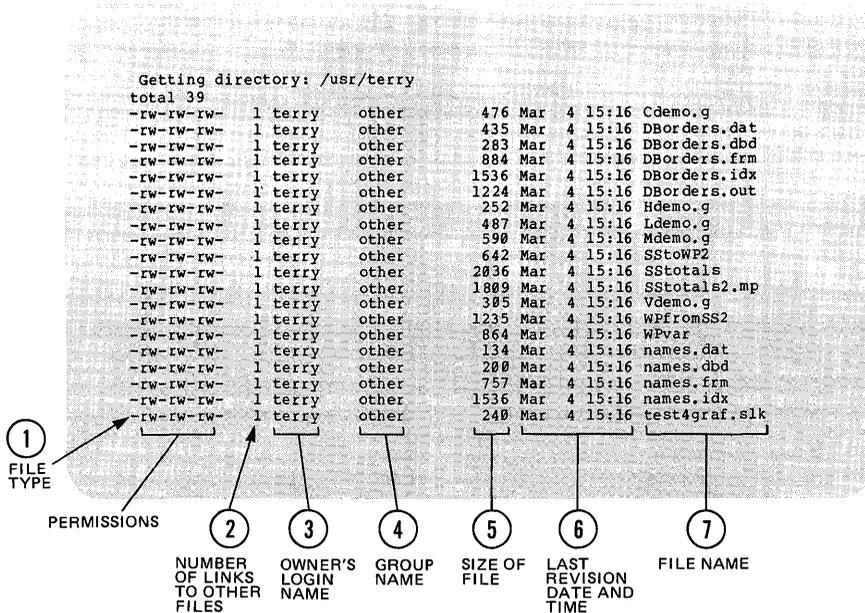 Getting directory: /usr/terry
total 39
-rw-rw-rw- 1 terry other 476 Mar 4 15:16 Cdemo.g
-rw-rw-rw- 1 terry other 435 Mar 4 15:16 DBorders.dat
-rw-rw-rw- 1 terry other 283 Mar 4 15:16 DBorders.dbd
-rw-rw-rw- 1 terry other 884 Mar 4 15:16 DBorders.frm
-rw-rw-rw- 1 terry other 1536 Mar 4 15:16 DBorders.idx
-rw-rw-rw- 1 terry other 1224 Mar 4 15:16 DBorders.out
-rw-rw-rw- 1 terry other 252 Mar 4 15:16 Hdemo.g
-rw-rw-rw- 1 terry other 487 Mar 4 15:16 Ldemo.g
-rw-rw-rw- 1 terry other 590 Mar 4 15:16 Mdemo.g
-rw-rw-rw- 1 terry other 642 Mar 4 15:16 SStoWP2
-rw-rw-rw- 1 terry other 2036 Mar 4 15:16 SStotals
-rw-rw-rw- 1 terry other 1809 Mar 4 15:16 SStotals2.mp
-rw-rw-rw- 1 terry other 305 Mar 4 15:16 Vdemo.g
-rw-rw-rw- 1 terry other 1235 Mar 4 15:16 WPfromSS2
-rw-rw-rw- 1 terry other 864 Mar 4 15:16 WPvar
-rw-rw-rw- 1 terry other 134 Mar 4 15:16 names.dat
-rw-rw-rw- 1 terry other 200 Mar 4 15:16 names.dbd
-rw-rw-rw- 1 terry other 757 Mar 4 15:16 names.frm
-rw-rw-rw- 1 terry other 1536 Mar 4 15:16 names.idx
-rw-rw-rw- 1 terry other 240 Mar 4 15:16 test4graf.slk
1
FILE
TYPE
PERMISSIONS
2
NUMBER
OF LINKS
TO OTHER
FILES
3
OWNER'S
LOGIN
NAME
4
GROUP
NAME
5
SIZE OF
FILE
6
LAST
REVISION
DATE AND
TIME
7
FILE NAME